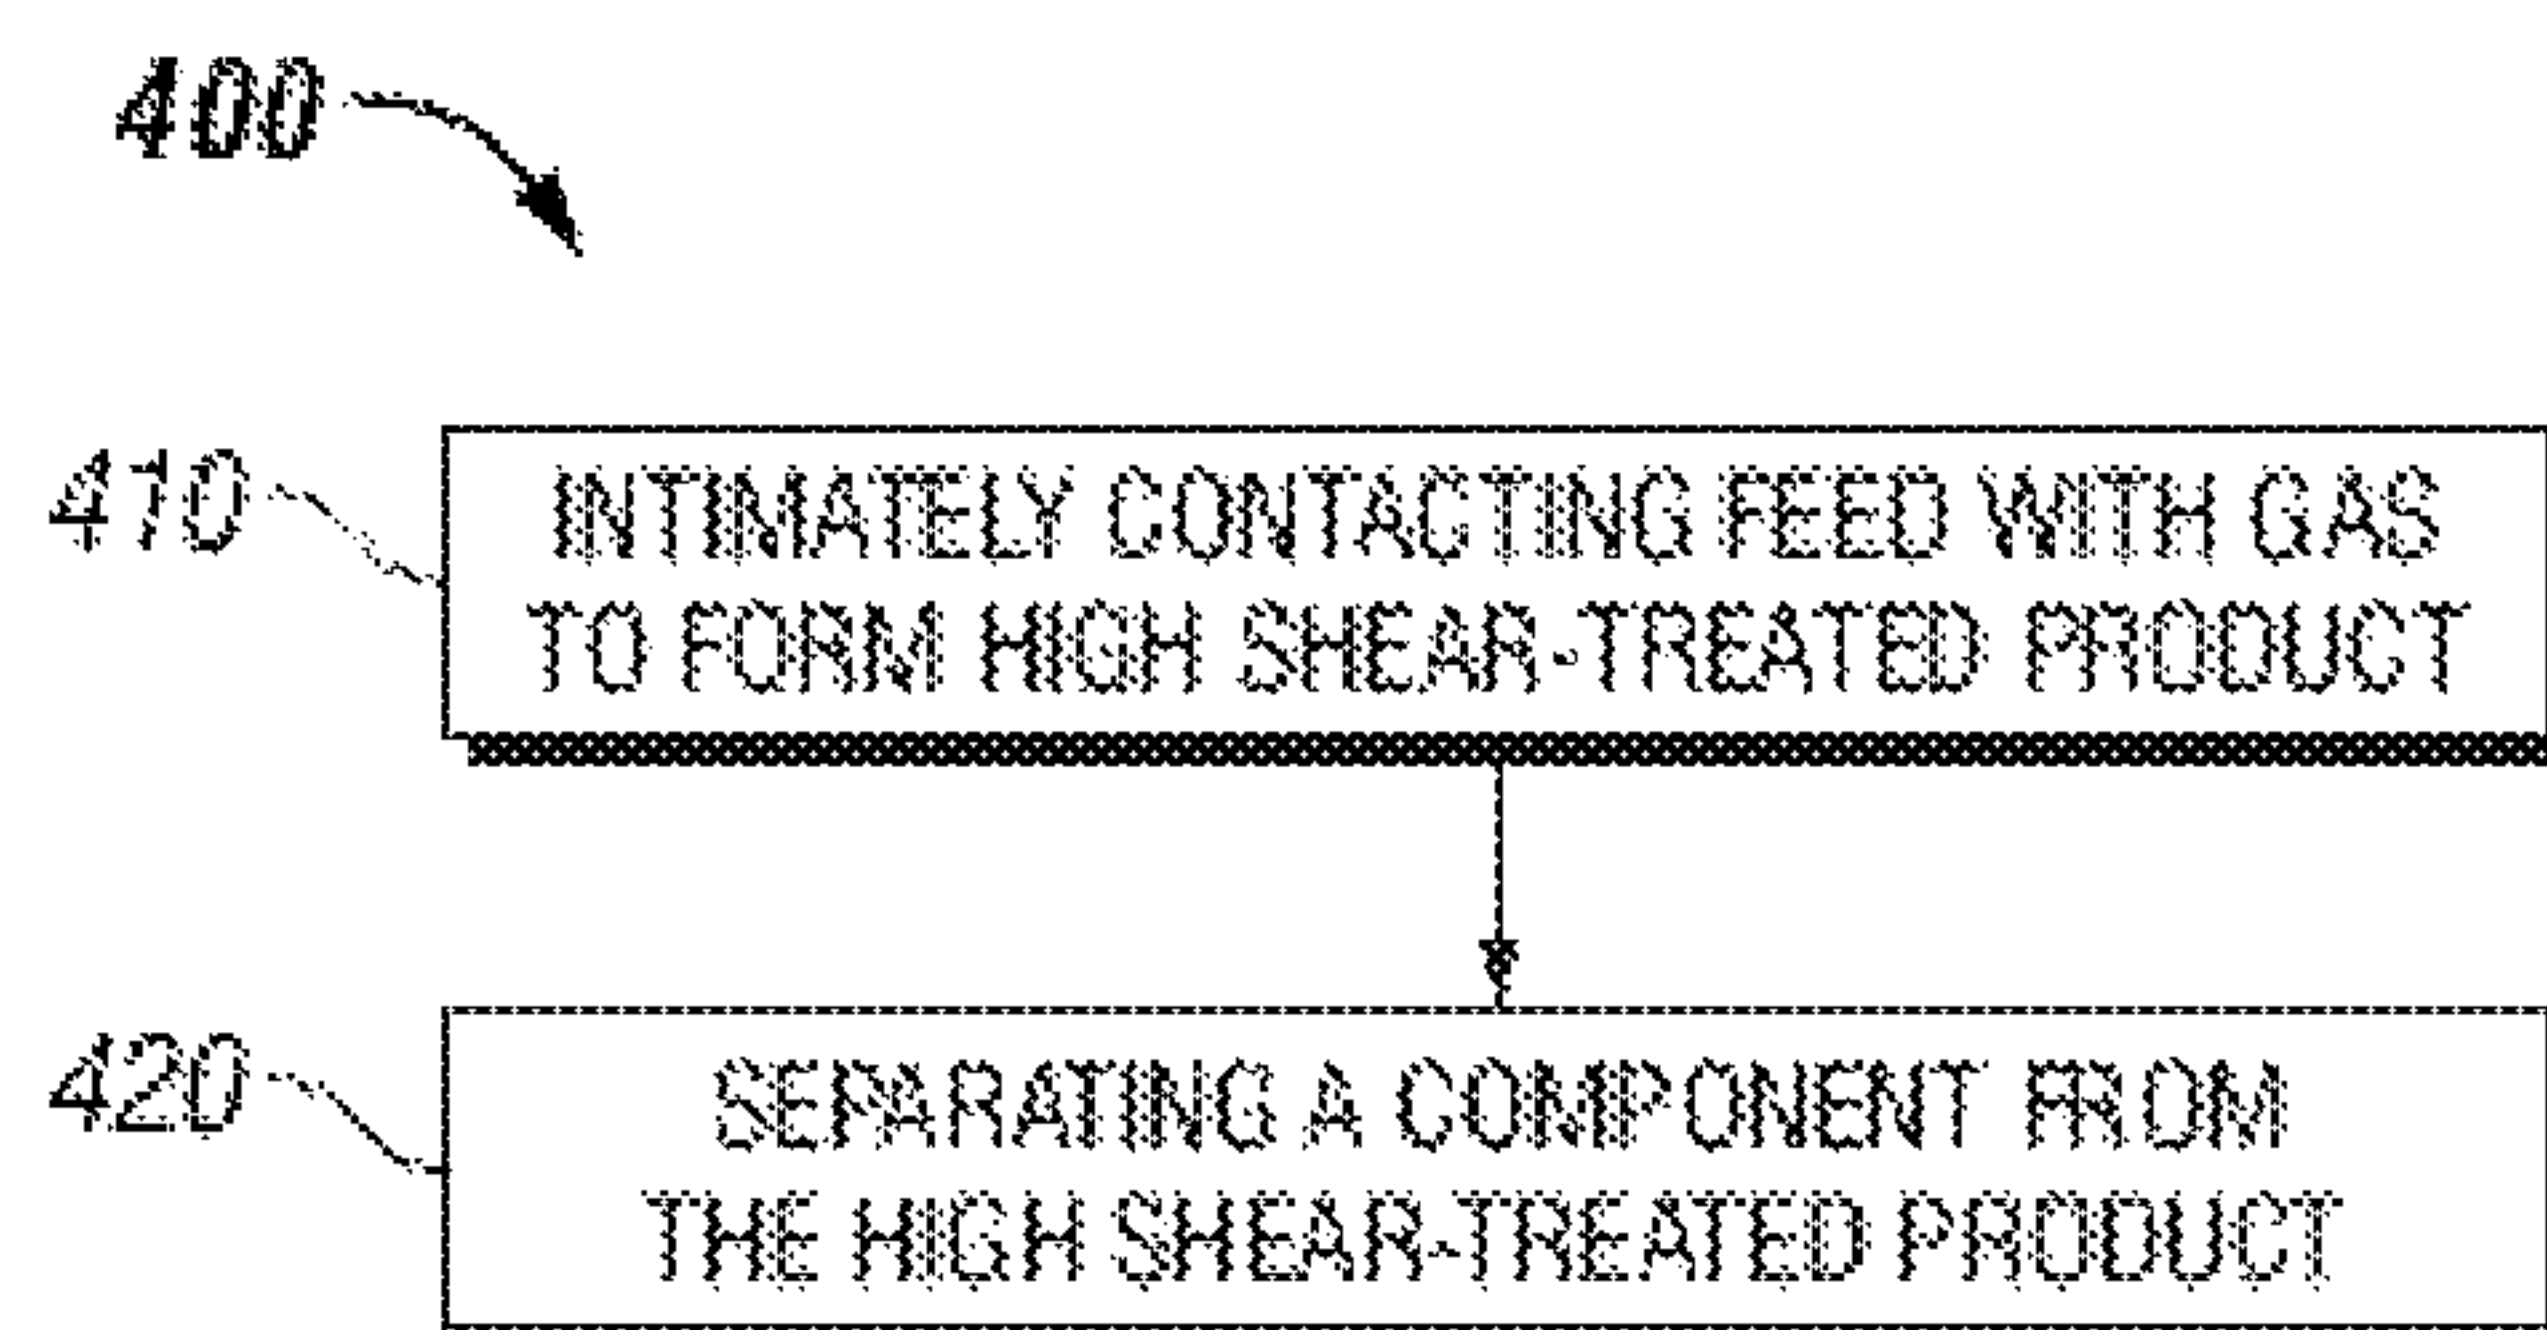 400
410
INTIMATELY CONTACTING FEED WITH GAS
TO FORM HIGH SHEAR-TREATED PRODUCT
420
SEPARATING A COMPONENT FROM
THE HIGH SHEAR-TREATED PRODUCT